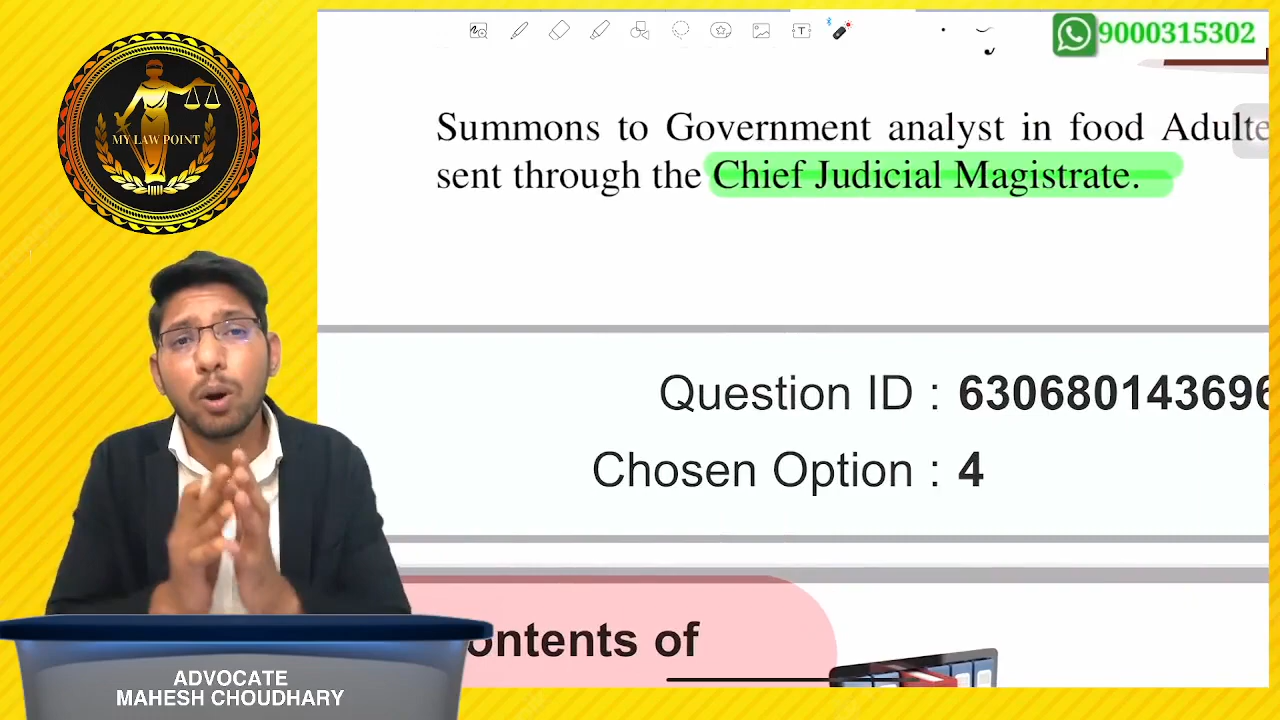 MY LAW POINT
9000315302
Summons to Government analyst in food Adulte
sent through the Chief Judicial Magistrate.
Question ID : 630680143696
Chosen Option : 4
ontents of
ADVOCATE
MAHESH CHOUDHARY